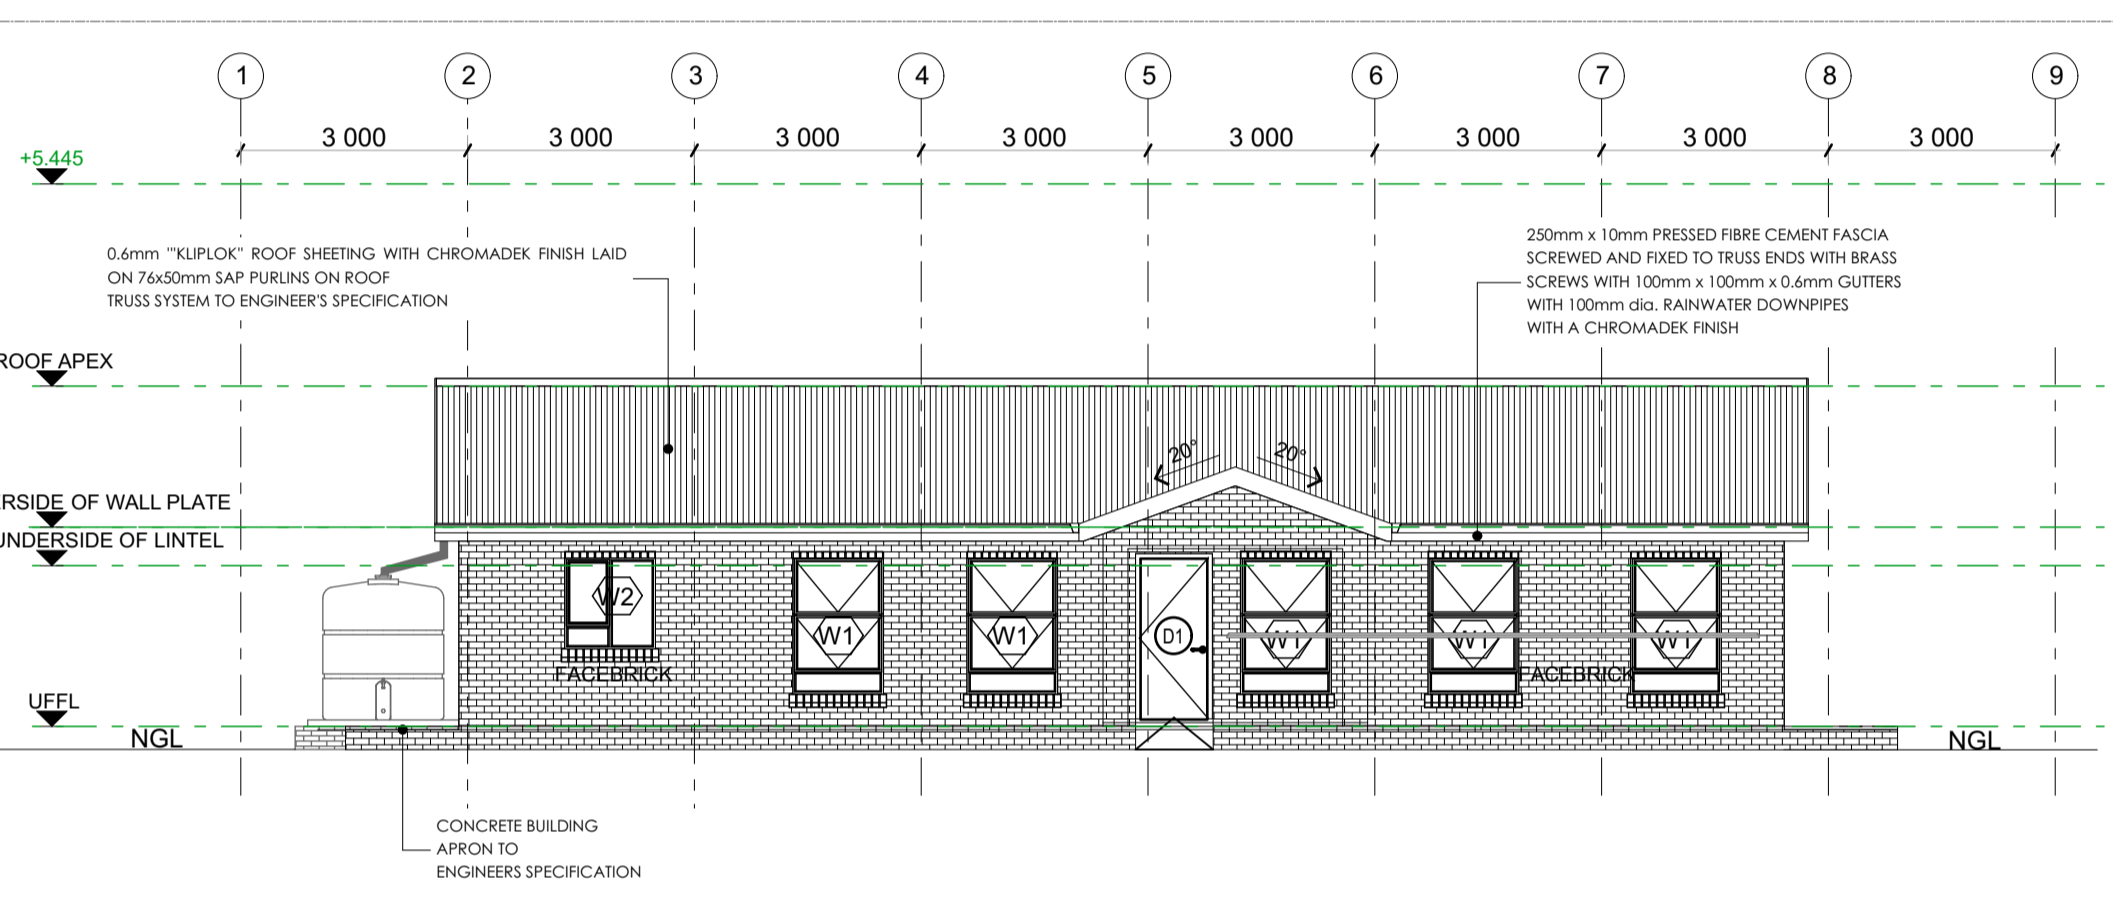 1 2 3 4 5 6 7 8 9
3 000 3 000 3 000 3 000 3 000 3 000 3 000 3 000
+5.445
0.6mm '"KLIPLOK" ROOF SHEETING WITH CHROMADEK FINISH LAID
ON 76x50mm SAP PURLINS ON ROOF
TRUSS SYSTEM TO ENGINEER'S SPECIFICATION
250mm x 10mm PRESSED FIBRE CEMENT FASCIA
SCREWED AND FIXED TO TRUSS ENDS WITH BRASS
SCREWS WITH 100mm x 100mm x 0.6mm GUTTERS
WITH 100mm dia. RAINWATER DOWNPIPES
WITH A CHROMADEK FINISH
ROOF APEX
20° 20°
ERSIDE OF WALL PLATE
UNDERSIDE OF LINTEL
W2
W1 W1 D1 W1 W1 W1
FACEBRICK FACEBRICK
UFFL
NGL NGL
CONCRETE BUILDING
APRON TO
ENGINEERS SPECIFICATION